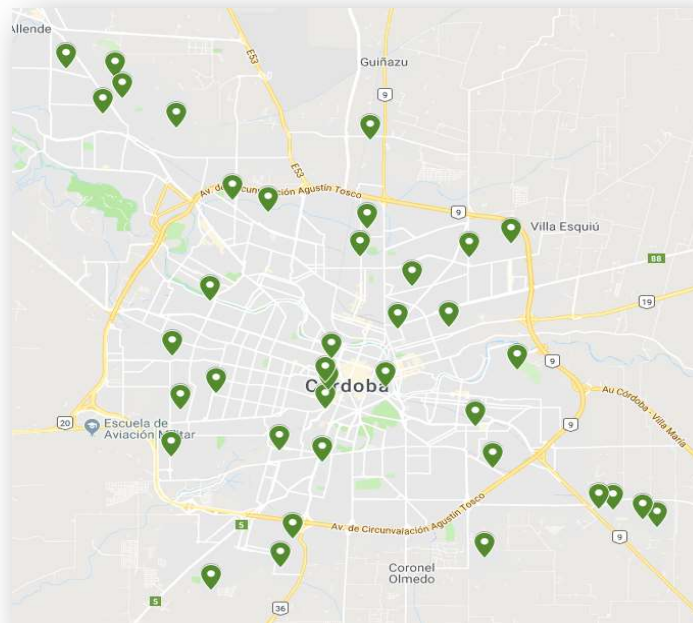 Allende
E53
Guiñazu
9
E53
Av. de Circunvalación Agustín Tosco
9
Villa Esquiú
88
19
9
Córdoba
Au Córdoba - Villa María
20
Escuela de
Aviación Militar
9
5
Av. de Circunvalación Agustín Tosco
9
Coronel
Olmedo
5
36